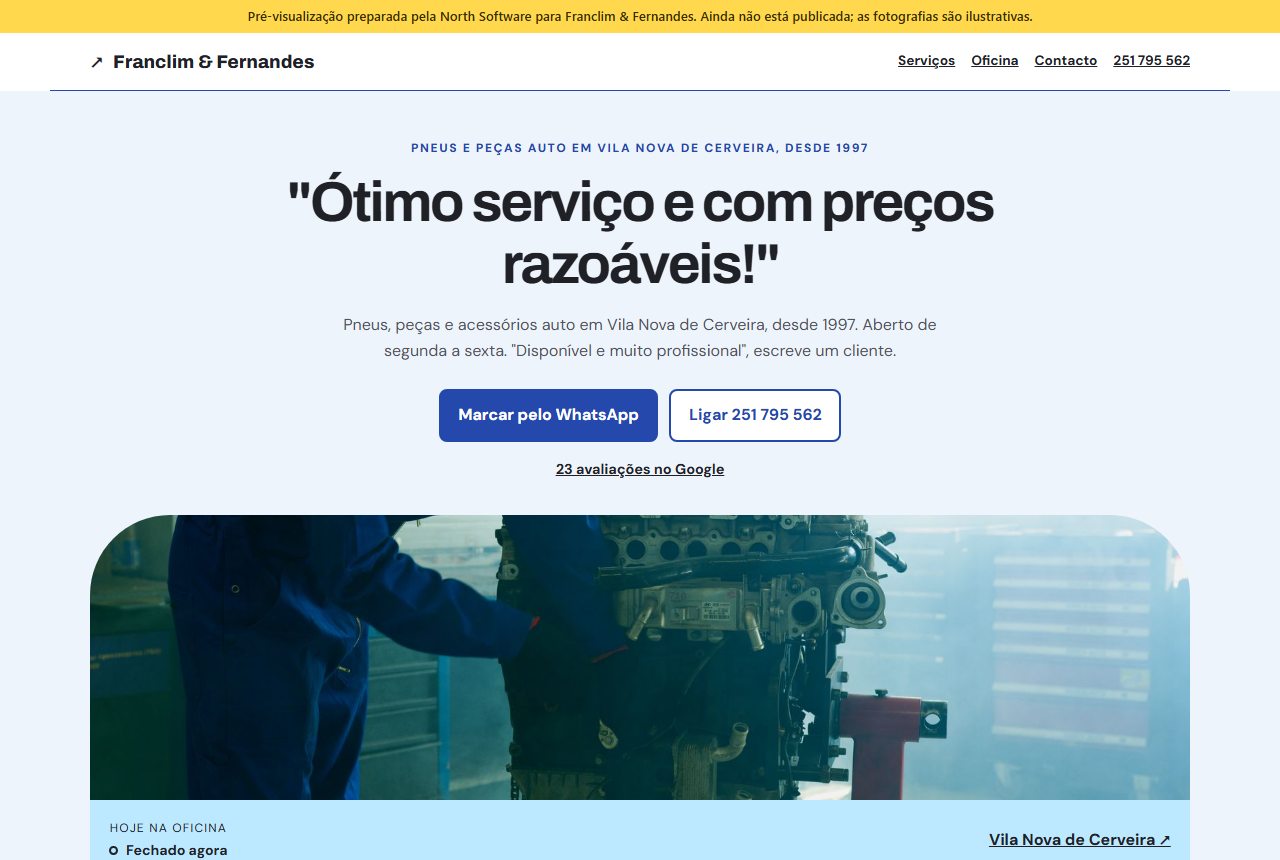 Pré-visualização preparada pela North Software para Franclim & Fernandes. Ainda não está publicada; as fotografias são ilustrativas.
↗ Franclim & Fernandes
Serviços Oficina Contacto 251 795 562
PNEUS E PEÇAS AUTO EM VILA NOVA DE CERVEIRA, DESDE 1997
"Ótimo serviço e com preços
razoáveis!"
Pneus, peças e acessórios auto em Vila Nova de Cerveira, desde 1997. Aberto de
segunda a sexta. "Disponível e muito profissional", escreve um cliente.
Marcar pelo WhatsApp
Ligar 251 795 562
23 avaliações no Google
HOJE NA OFICINA
Fechado agora
Vila Nova de Cerveira ↗